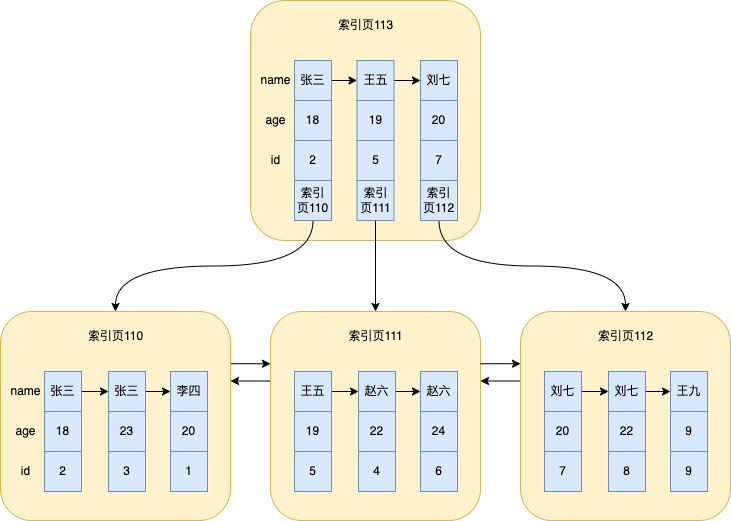 索引页113
name 张三 王五 刘七
age 18 19 20
id 2 5 7
索引 索引 索引
页110 页111 页112
索引页110 索引页111 索引页112
name 张三 张三 李四 王五 赵六 赵六 刘七 刘七 王九
age 18 23 20 19 22 24 20 22 9
id 2 3 1 5 4 6 7 8 9